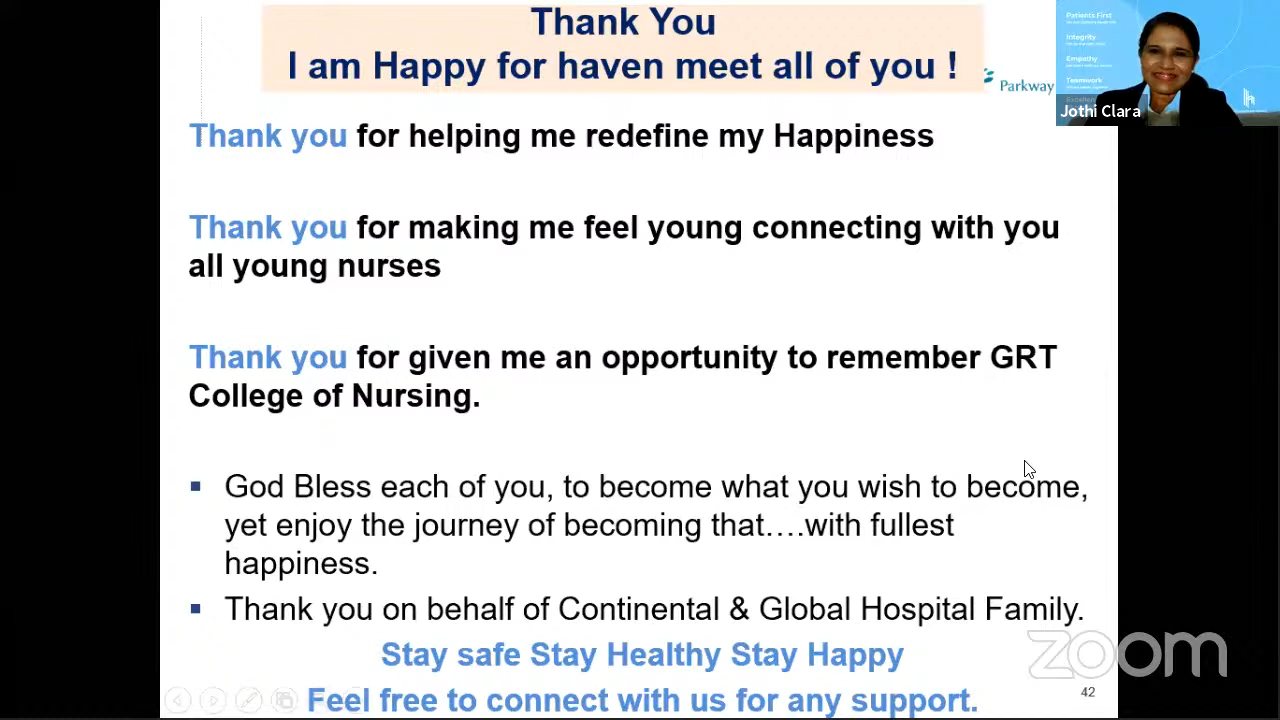 Thank You
I am Happy for haven meet all of you !
Parkway
Patients First
Integrity
Empathy
Teamwork
Jothi Clara
Thank you for helping me redefine my Happiness
Thank you for making me feel young connecting with you
all young nurses
Thank you for given me an opportunity to remember GRT
College of Nursing.
▪ God Bless each of you, to become what you wish to become,
yet enjoy the journey of becoming that….with fullest
happiness.
▪ Thank you on behalf of Continental & Global Hospital Family.
Stay safe Stay Healthy Stay Happy
Feel free to connect with us for any support.
zoom
42